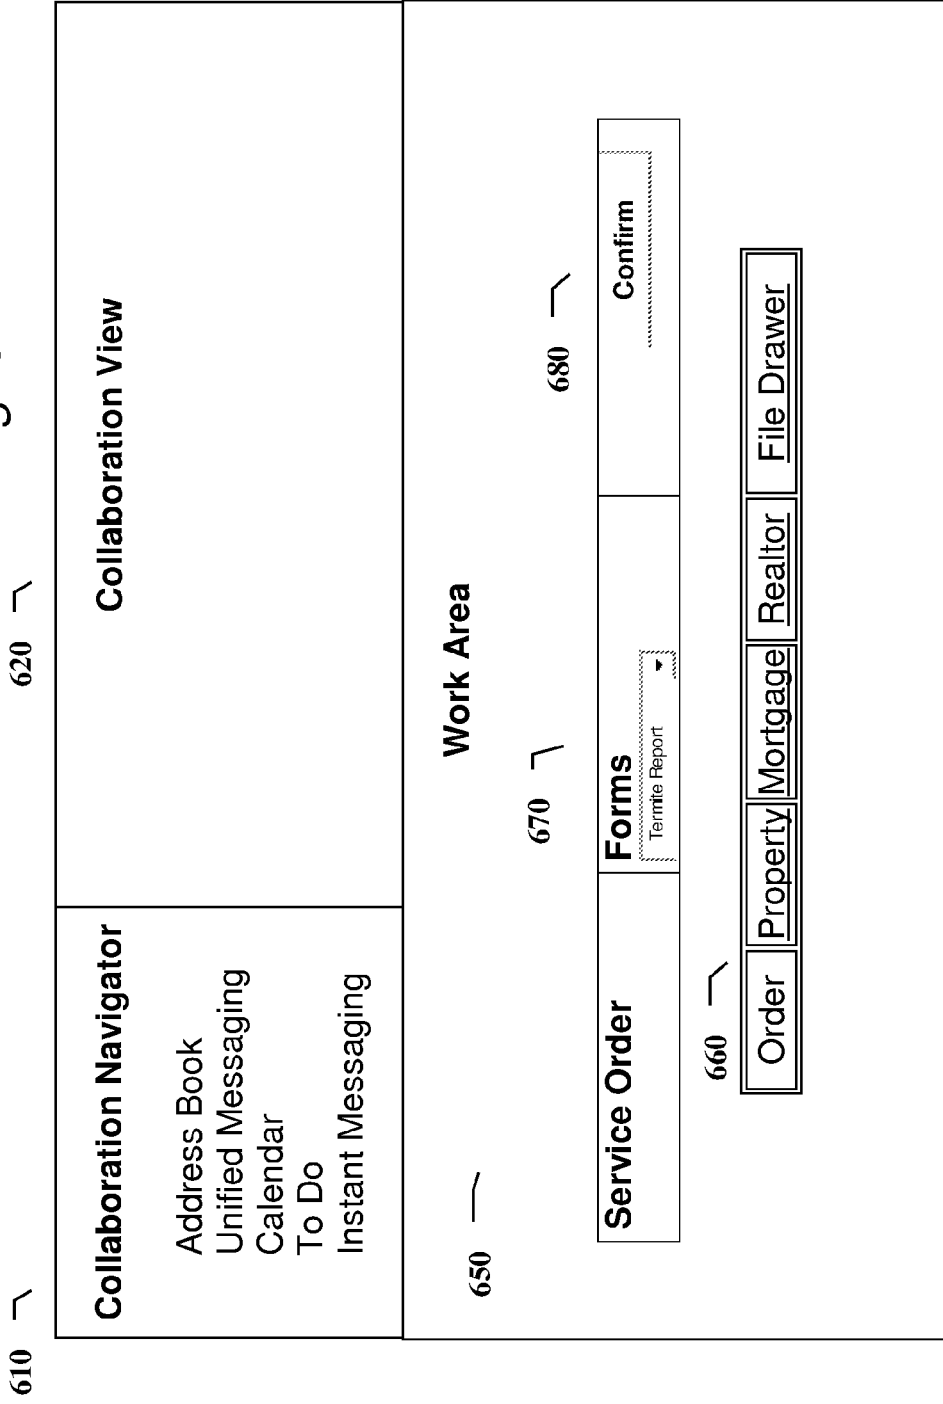 610
620
Collaboration Navigator
Collaboration View
Address Book
Unified Messaging
Calendar
To Do
Instant Messaging
650
Work Area
670
680
Service Order
Forms
Termite Report
Confirm
660
Order Property Mortgage Realtor File Drawer